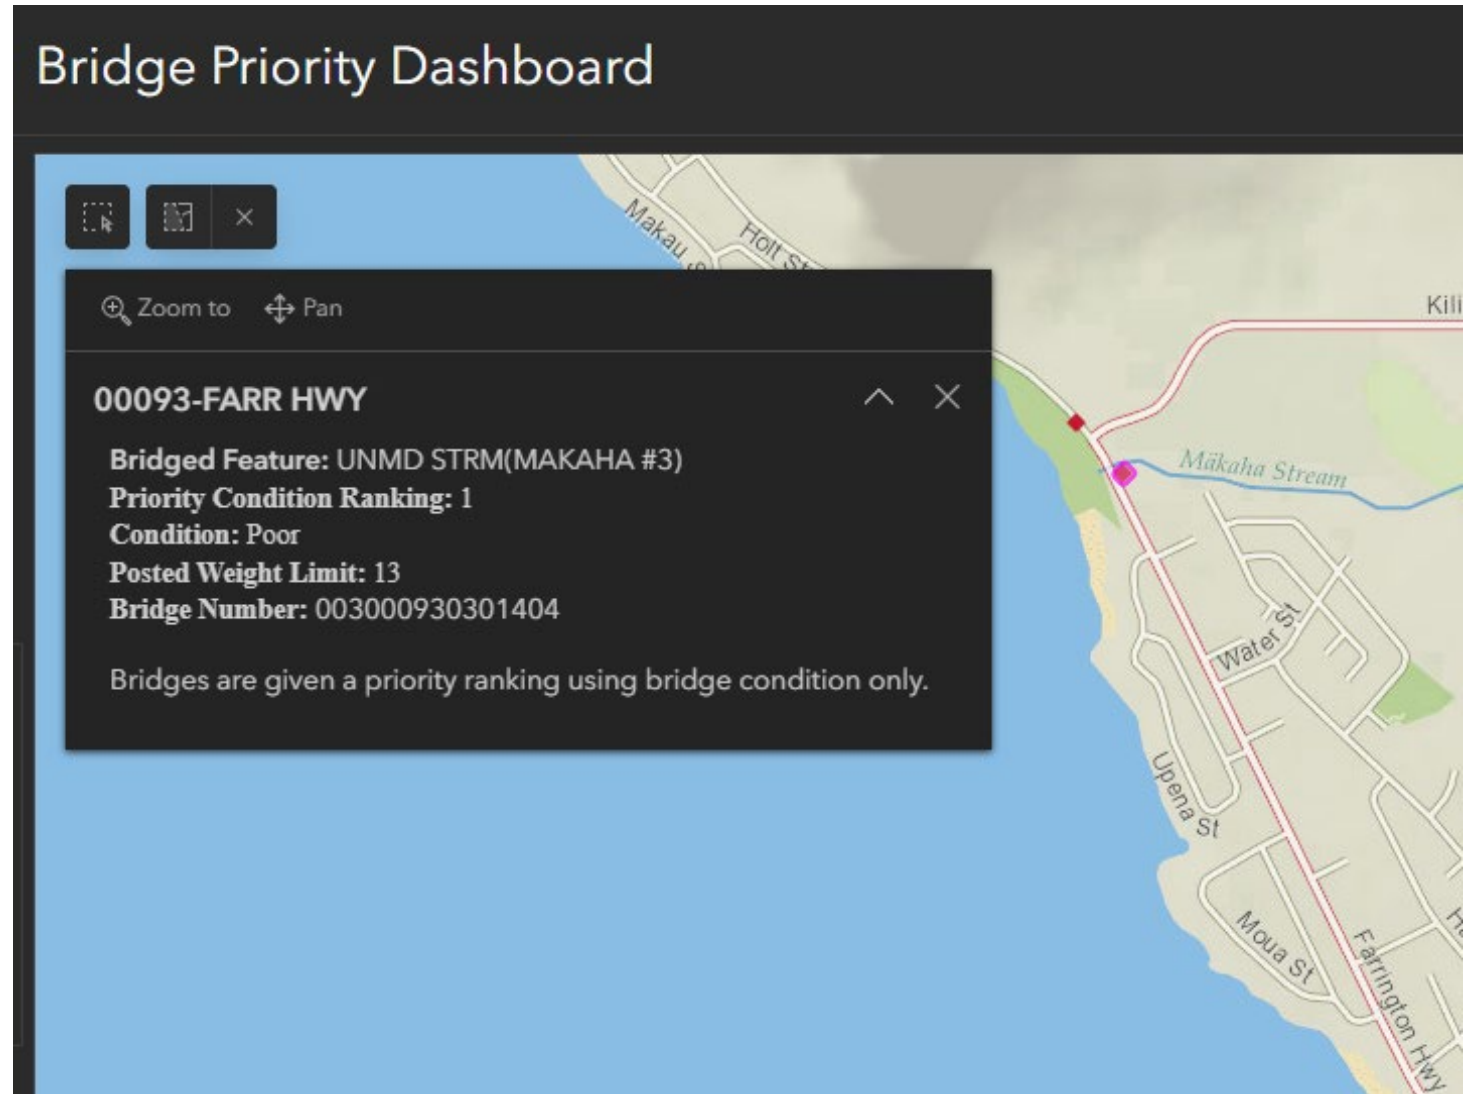 Bridge Priority Dashboard
Makau S
Holt St
Zoom to
Pan
Kili
00093-FARR HWY
Bridged Feature: UNMD STRM(MAKAHA #3)
Priority Condition Ranking: 1
Condition: Poor
Posted Weight Limit: 13
Bridge Number: 003000930301404
Bridges are given a priority ranking using bridge condition only.
Mākaha Stream
Water St
Upena St
Moua St
Farrington Hwy